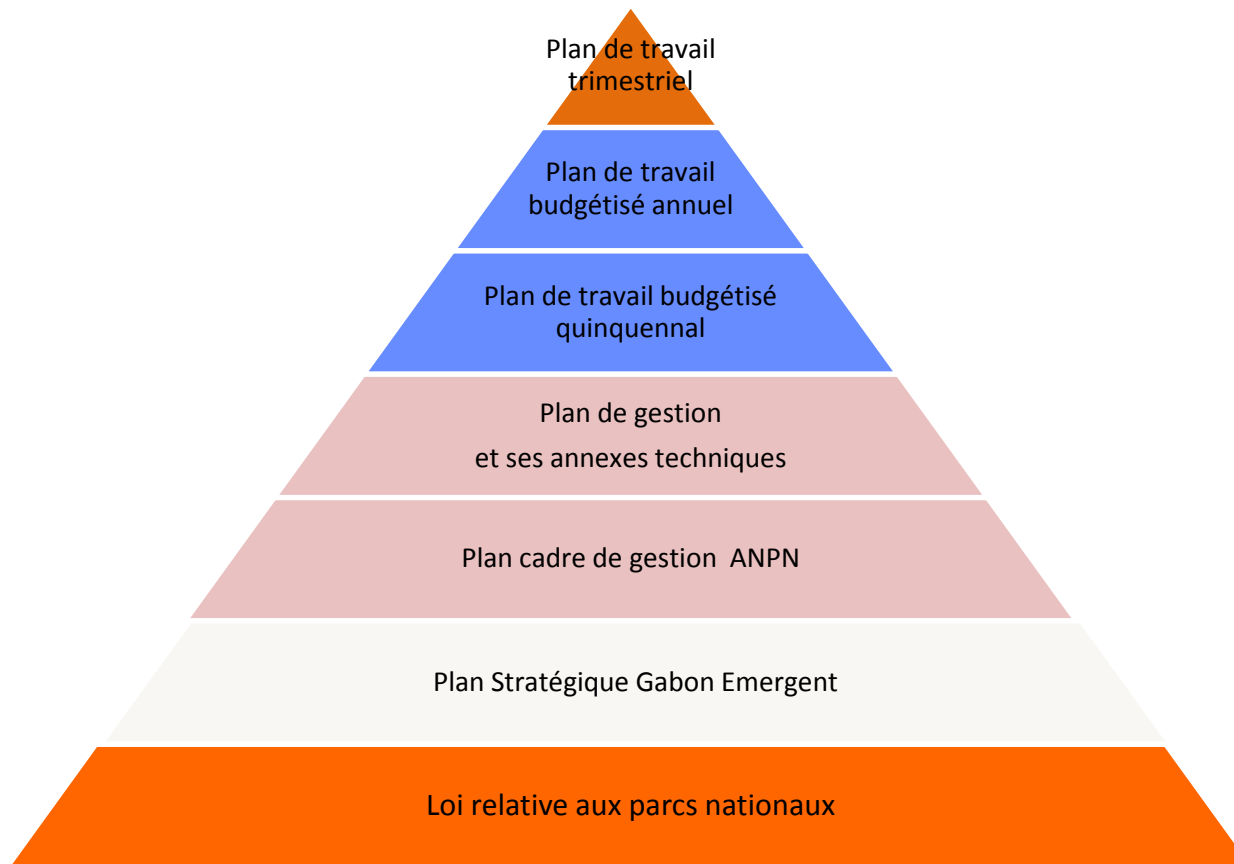 Plan de travail
trimestriel
Plan de travail
budgétisé annuel
Plan de travail budgétisé
quinquennal
Plan de gestion
et ses annexes techniques
Plan cadre de gestion ANPN
Plan Stratégique Gabon Emergent
Loi relative aux parcs nationaux